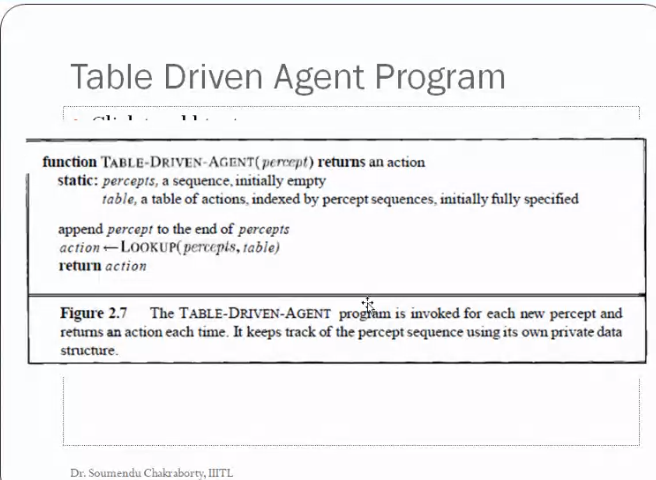 Table Driven Agent Program
function TABLE-DRIVEN-AGENT(percept) returns an action
static: percepts, a sequence, initially empty
table, a table of actions, indexed by percept sequences, initially fully specified
append percept to the end of percepts
action ← LOOKUP(percepts, table)
return action
Figure 2.7 The TABLE-DRIVEN-AGENT program is invoked for each new percept and
returns an action each time. It keeps track of the percept sequence using its own private data
structure.
Dr. Soumendu Chakraborty, IIITL